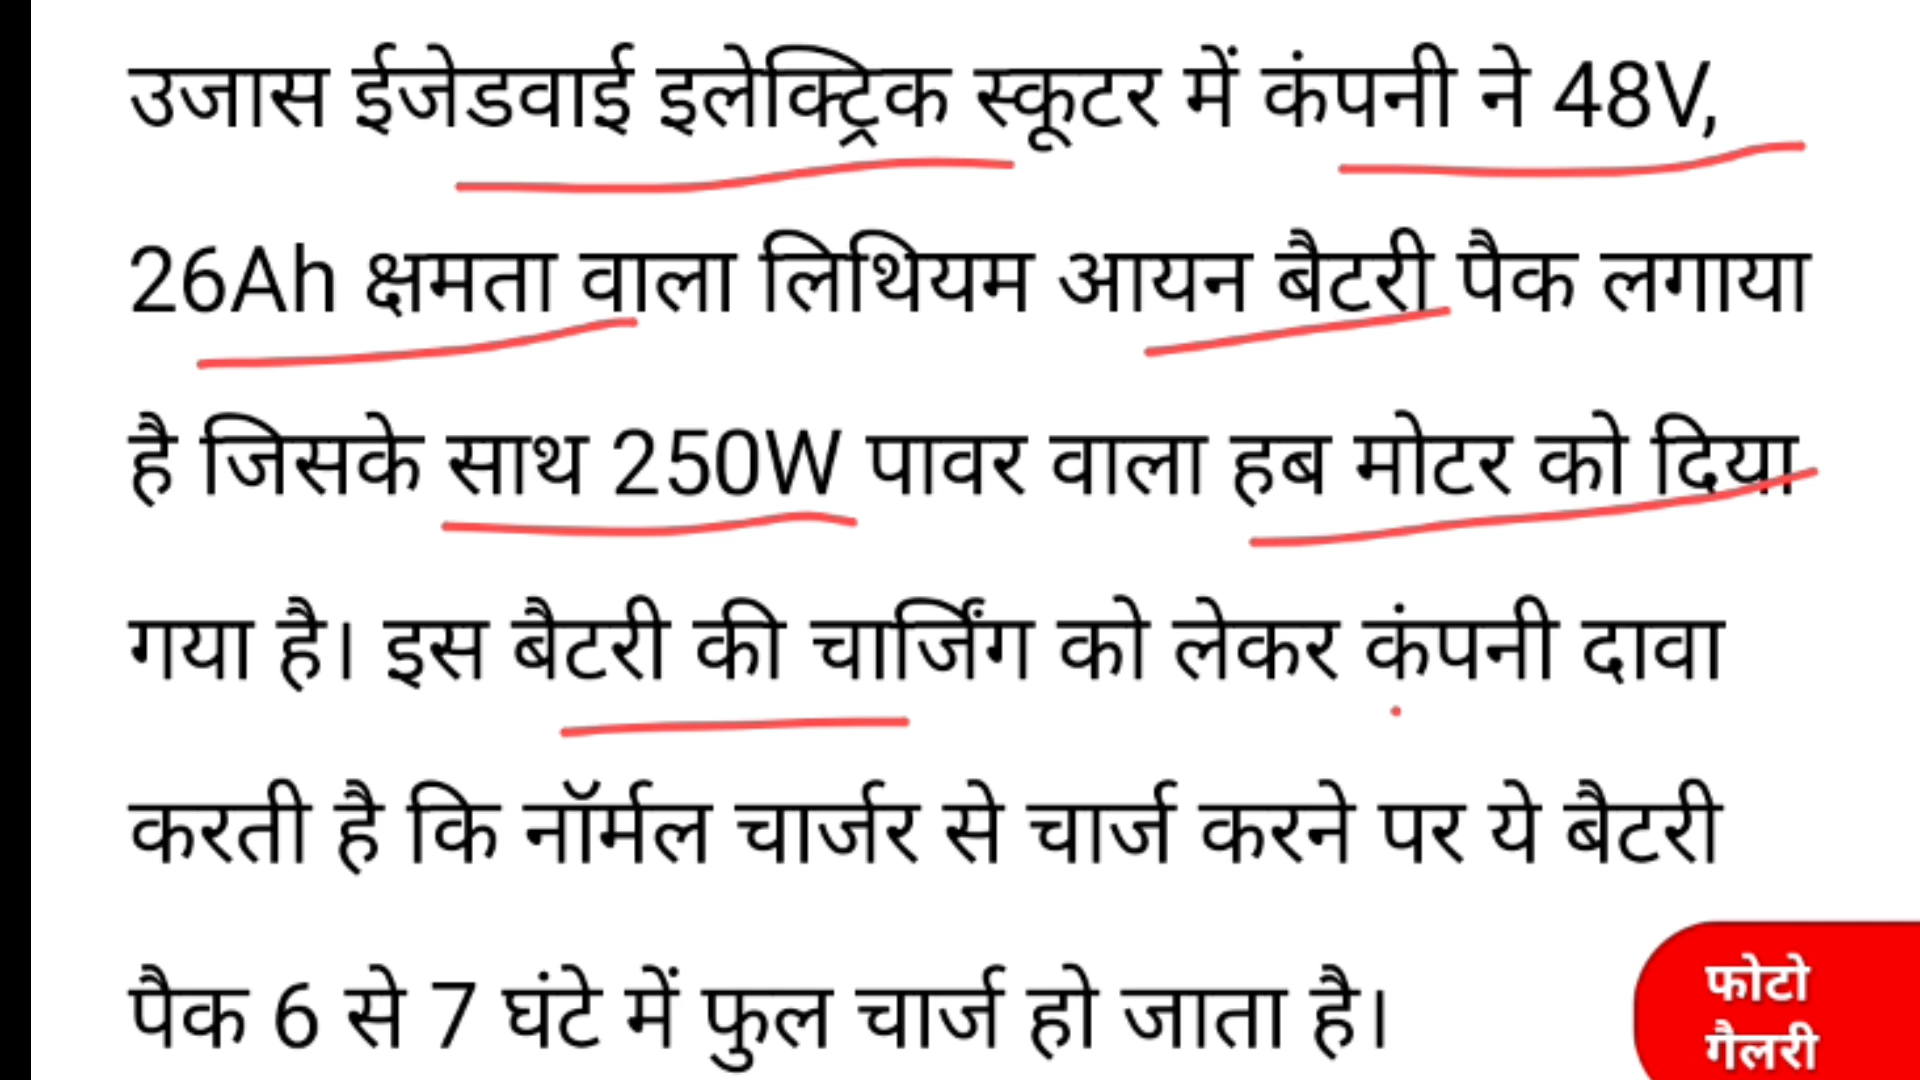 उजास ईजेडवाई इलेक्ट्रिक स्कूटर में कंपनी ने 48V,
26Ah क्षमता वाला लिथियम आयन बैटरी पैक लगाया
है जिसके साथ 250W पावर वाला हब मोटर को दिया
गया है। इस बैटरी की चार्जिंग को लेकर कंपनी दावा
करती है कि नॉर्मल चार्जर से चार्ज करने पर ये बैटरी
पैक 6 से 7 घंटे में फुल चार्ज हो जाता है।
फोटो
गैलरी